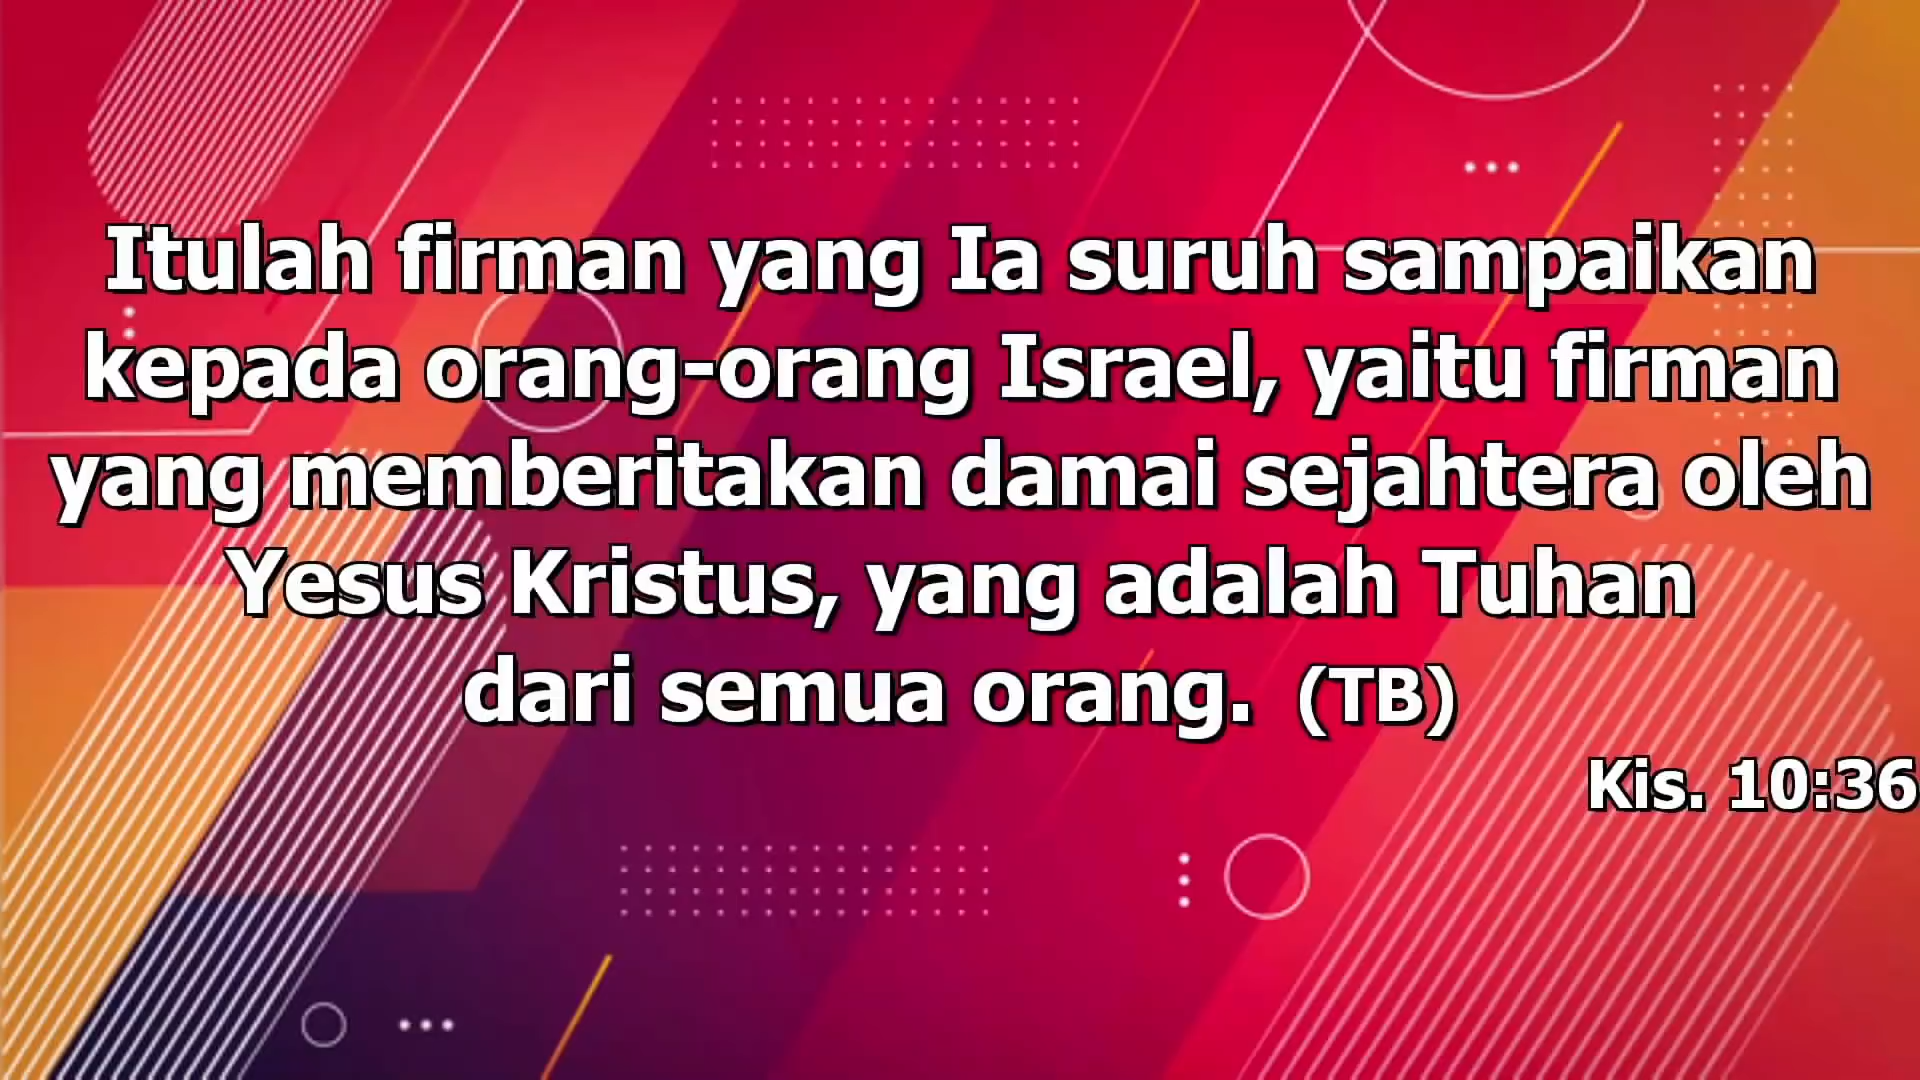 Itulah firman yang Ia suruh sampaikan
kepada orang-orang Israel, yaitu firman
yang memberitakan damai sejahtera oleh
Yesus Kristus, yang adalah Tuhan
dari semua orang. (TB)
Kis. 10:36